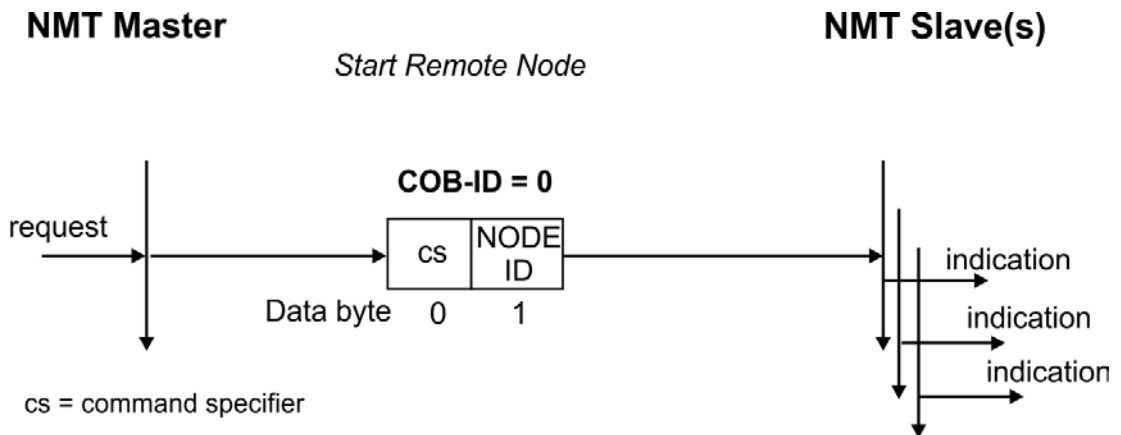 NMT Master
NMT Slave(s)
Start Remote Node
COB-ID = 0
request
cs
NODE
ID
indication
Data byte 0 1
indication
indication
cs = command specifier